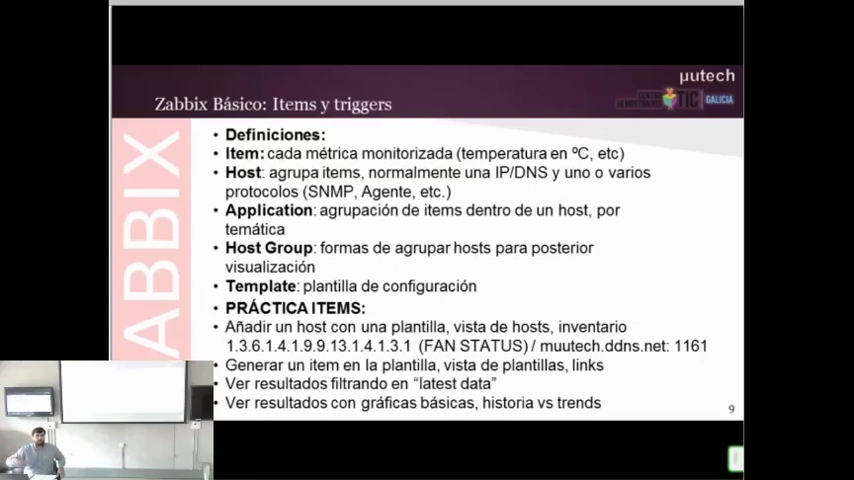 µutech
Zabbix Básico: Items y triggers
TIC GALICIA
ABBIX
• Definiciones:
• Item: cada métrica monitorizada (temperatura en ºC, etc)
• Host: agrupa items, normalmente una IP/DNS y uno o varios
protocolos (SNMP, Agente, etc.)
• Application: agrupación de items dentro de un host, por
temática
• Host Group: formas de agrupar hosts para posterior
visualización
• Template: plantilla de configuración
• PRÁCTICA ITEMS:
• Añadir un host con una plantilla, vista de hosts, inventario
1.3.6.1.4.1.9.9.13.1.4.1.3.1 (FAN STATUS) / muutech.ddns.net: 1161
• Generar un item en la plantilla, vista de plantillas, links
• Ver resultados filtrando en “latest data”
• Ver resultados con gráficas básicas, historia vs trends
9